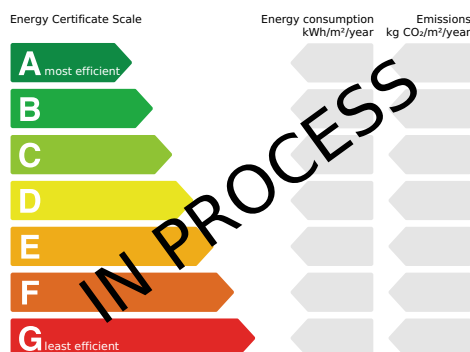 Energy Certificate Scale
Energy consumption
kWh/m²/year
Emissions
kg CO₂/m²/year
A most efficient
B
C
D
E
F
G least efficient
IN PROCESS